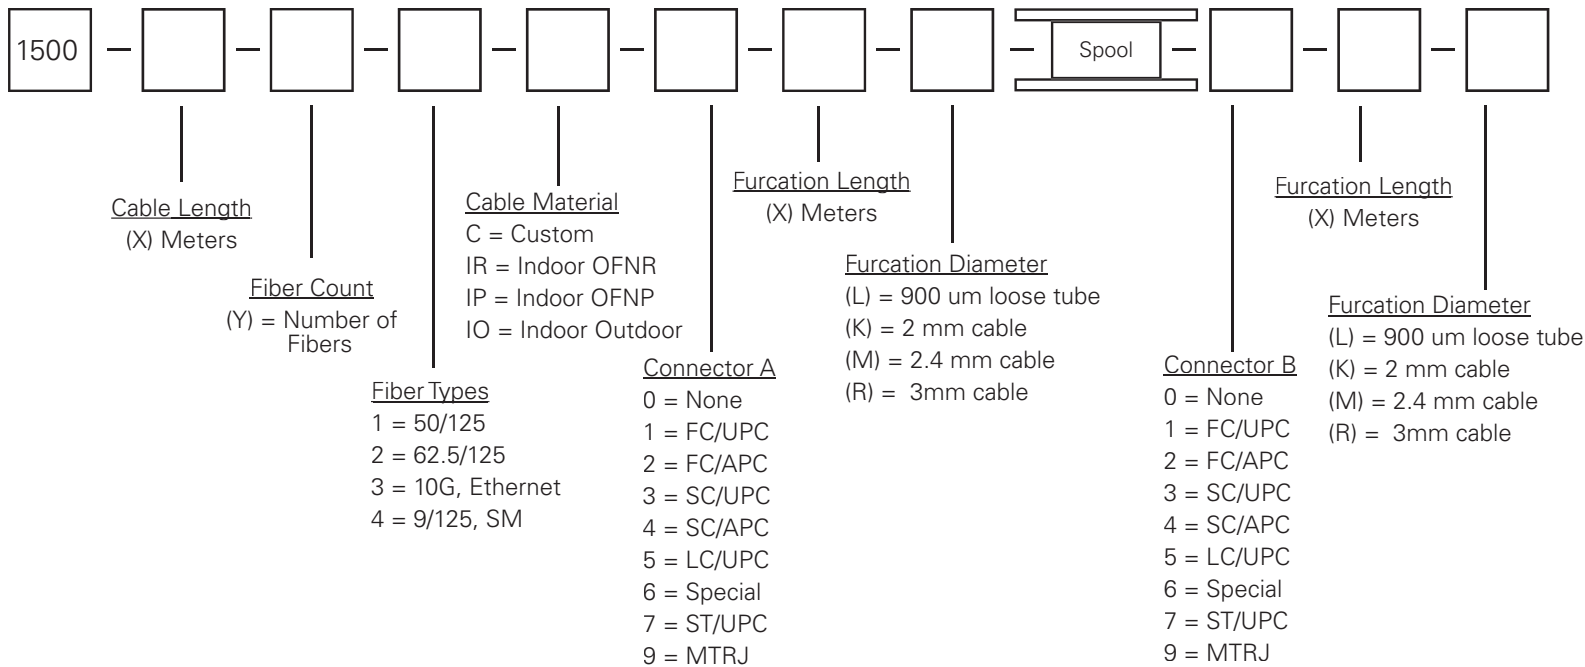 1500
Spool
Cable Length
(X) Meters
Fiber Count
(Y) = Number of
Fibers
Fiber Types
1 = 50/125
2 = 62.5/125
3 = 10G, Ethernet
4 = 9/125, SM
Cable Material
C = Custom
IR = Indoor OFNR
IP = Indoor OFNP
IO = Indoor Outdoor
Connector A
0 = None
1 = FC/UPC
2 = FC/APC
3 = SC/UPC
4 = SC/APC
5 = LC/UPC
6 = Special
7 = ST/UPC
9 = MTRJ
Furcation Length
(X) Meters
Furcation Diameter
(L) = 900 um loose tube
(K) = 2 mm cable
(M) = 2.4 mm cable
(R) = 3mm cable
Connector B
0 = None
1 = FC/UPC
2 = FC/APC
3 = SC/UPC
4 = SC/APC
5 = LC/UPC
6 = Special
7 = ST/UPC
9 = MTRJ
Furcation Length
(X) Meters
Furcation Diameter
(L) = 900 um loose tube
(K) = 2 mm cable
(M) = 2.4 mm cable
(R) = 3mm cable